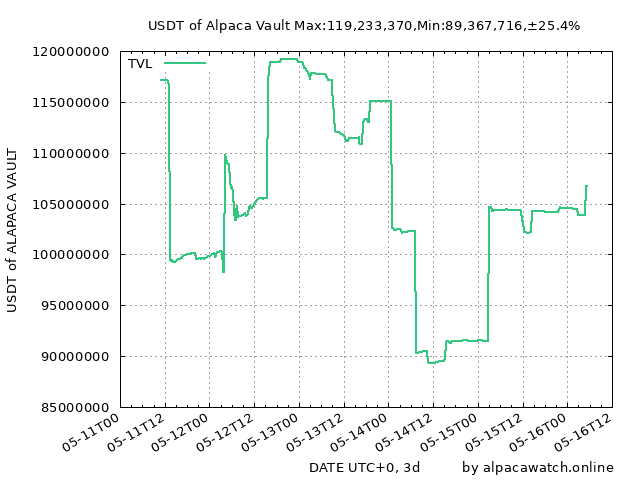 USDT of Alpaca Vault Max:119,233,370,Min:89,367,716,±25.4%
TVL
120000000
115000000
110000000
105000000
100000000
95000000
90000000
85000000
USDT of ALAPACA VAULT
05-11T00
05-11T12
05-12T00
05-12T12
05-13T00
05-13T12
05-14T00
05-14T12
05-15T00
05-15T12
05-16T00
05-16T12
DATE UTC+0, 3d
by alpacawatch.online